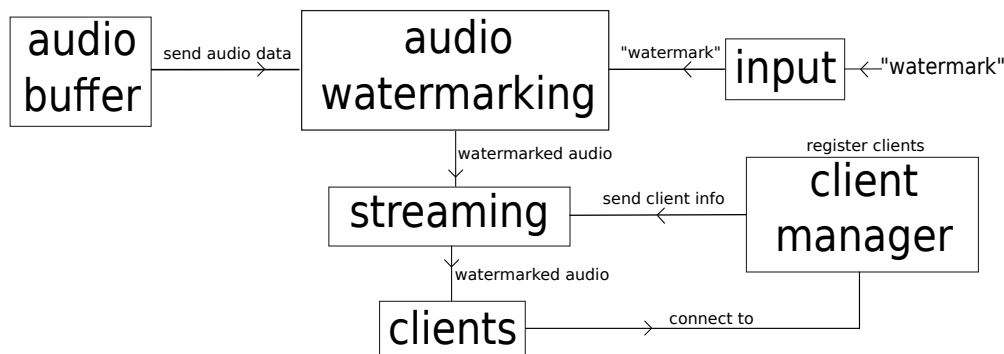 audio
buffer
send audio data
audio
watermarking
"watermark"
input
"watermark"
watermarked audio
register clients
client
manager
send client info
streaming
watermarked audio
clients
connect to